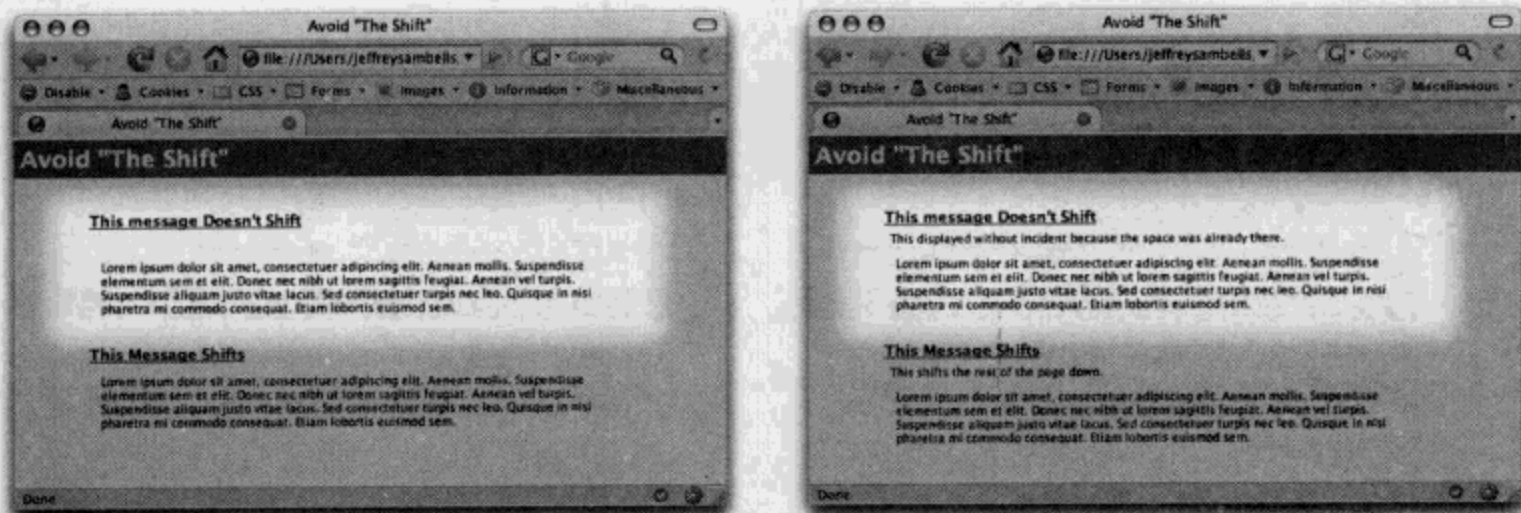 Avoid "The Shift"
file:///Users/jeffreysambells
G Google
Disable Cookies CSS Forms Images Information Miscellaneous
Avoid "The Shift"
Avoid "The Shift"
This message Doesn't Shift
Lorem ipsum dolor sit amet, consectetuer adipiscing elit. Aenean mollis. Suspendisse
elementum sem et elit. Donec nec nibh ut lorem sagittis feugiat. Aenean vel turpis.
Suspendisse aliquam justo vitae lacus. Sed consectetuer turpis nec leo. Quisque in nisi
pharetra mi commodo consequat. Etiam lobortis euismod sem.
This Message Shifts
Lorem ipsum dolor sit amet, consectetuer adipiscing elit. Aenean mollis. Suspendisse
elementum sem et elit. Donec nec nibh ut lorem sagittis feugiat. Aenean vel turpis.
Suspendisse aliquam justo vitae lacus. Sed consectetuer turpis nec leo. Quisque in nisi
pharetra mi commodo consequat. Etiam lobortis euismod sem.
Done
Avoid "The Shift"
file:///Users/jeffreysambells
G Google
Disable Cookies CSS Forms Images Information Miscellaneous
Avoid "The Shift"
Avoid "The Shift"
This message Doesn't Shift
This displayed without incident because the space was already there.
Lorem ipsum dolor sit amet, consectetuer adipiscing elit. Aenean mollis. Suspendisse
elementum sem et elit. Donec nec nibh ut lorem sagittis feugiat. Aenean vel turpis.
Suspendisse aliquam justo vitae lacus. Sed consectetuer turpis nec leo. Quisque in nisi
pharetra mi commodo consequat. Etiam lobortis euismod sem.
This Message Shifts
This shifts the rest of the page down.
Lorem ipsum dolor sit amet, consectetuer adipiscing elit. Aenean mollis. Suspendisse
elementum sem et elit. Donec nec nibh ut lorem sagittis feugiat. Aenean vel turpis.
Suspendisse aliquam justo vitae lacus. Sed consectetuer turpis nec leo. Quisque in nisi
pharetra mi commodo consequat. Etiam lobortis euismod sem.
Done